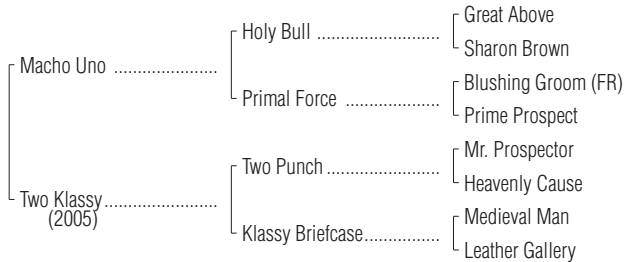 Great Above
Holy Bull ..................
Sharon Brown
Macho Uno .....................
Blushing Groom (FR)
Primal Force ................
Prime Prospect
Mr. Prospector
Two Punch ....................
Heavenly Cause
Two Klassy .......................
(2005)
Medieval Man
Klassy Briefcase...............
Leather Gallery